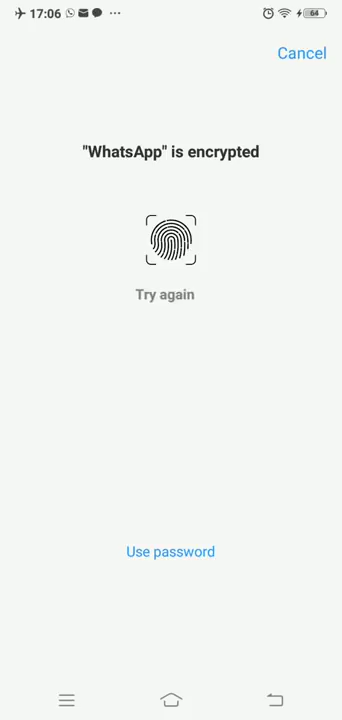 17:06 ... 64
Cancel
"WhatsApp" is encrypted
Try again
Use password